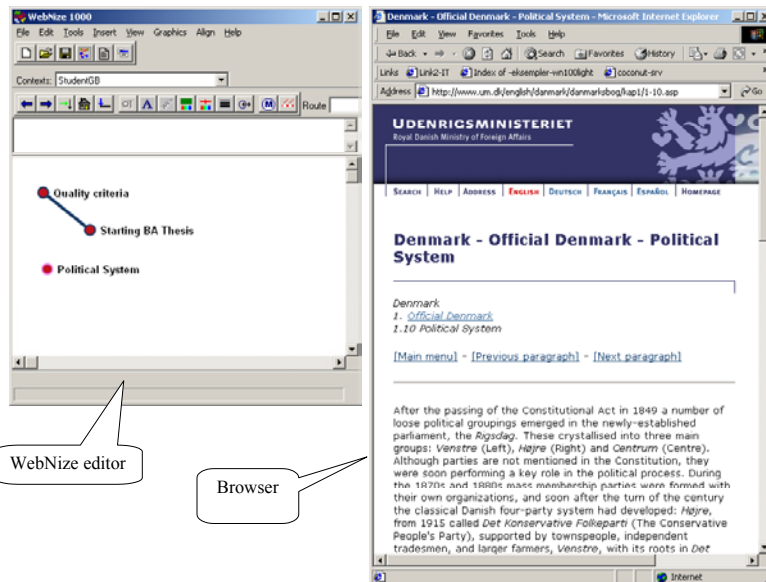 WebNize 1000
File Edit Tools Insert View Graphics Align Help
Contexts: StudentGB
Route
Quality criteria
Starting BA Thesis
Political System
WebNize editor
Browser
Denmark - Official Denmark - Political System - Microsoft Internet Explorer
File Edit View Favorites Tools Help
Back Search Favorites History
Links Link2-IT Index of -eksempler-wn100light coconut-srv
Address http://www.um.dk/english/danmark/danmarksbog/kap1/1-10.asp Go
UDENRIGSMINISTERIET
Royal Danish Ministry of Foreign Affairs
SEARCH | HELP | ADDRESS | ENGLISH | DEUTSCH | FRANÇAIS | ESPAÑOL | HOMEPAGE
Denmark - Official Denmark - Political
System
Denmark
1. Official Denmark
1.10 Political System
[Main menu] - [Previous paragraph] - [Next paragraph]
After the passing of the Constitutional Act in 1849 a number of
loose political groupings emerged in the newly-established
parliament, the Rigsdag. These crystallised into three main
groups: Venstre (Left), Højre (Right) and Centrum (Centre).
Although parties are not mentioned in the Constitution, they
were soon performing a key role in the political process. During
the 1870s and 1880s mass membership parties were formed with
their own organizations, and soon after the turn of the century
the classical Danish four-party system had developed: Højre,
from 1915 called Det Konservative Folkeparti (The Conservative
People's Party), supported by townspeople, independent
tradesmen, and larger farmers, Venstre, with its roots in Det
Internet